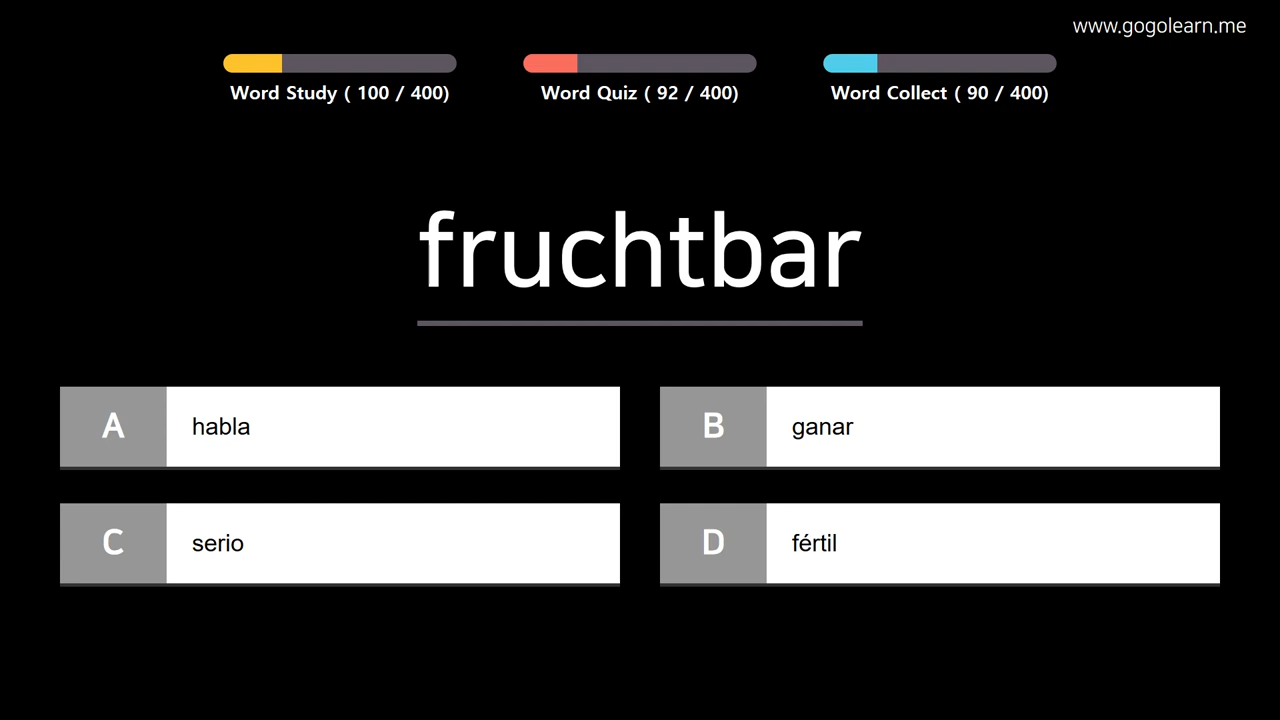 www.gogolearn.me
Word Study ( 100 / 400)
Word Quiz ( 92 / 400)
Word Collect ( 90 / 400)
fruchtbar
A habla
B ganar
C serio
D fértil